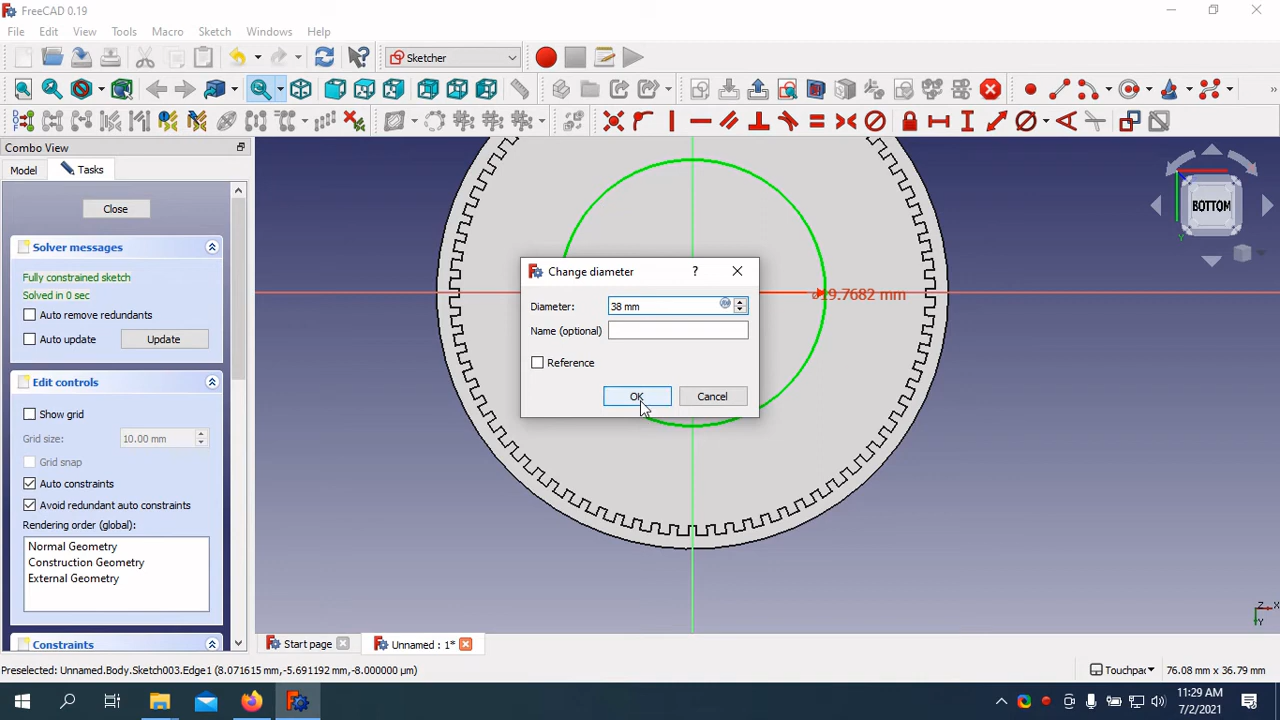 FreeCAD 0.19
File Edit View Tools Macro Sketch Windows Help
Sketcher
Combo View
Model Tasks
Close
Solver messages
Fully constrained sketch
Solved in 0 sec
Auto remove redundants
Auto update Update
Edit controls
Show grid
Grid size: 10.00 mm
Grid snap
Auto constraints
Avoid redundant auto constraints
Rendering order (global):
Normal Geometry
Construction Geometry
External Geometry
Constraints
Change diameter ?
Diameter: 38 mm
Name (optional)
Reference
OK Cancel
19.7682 mm
BOTTOM
Y
Z X
Y
Start page Unnamed : 1*
Preselected: Unnamed.Body.Sketch003.Edge1 (8.071615 mm,-5.691192 mm,-8.000000 µm) Touchpad 76.08 mm x 36.79 mm
11:29 AM
7/2/2021